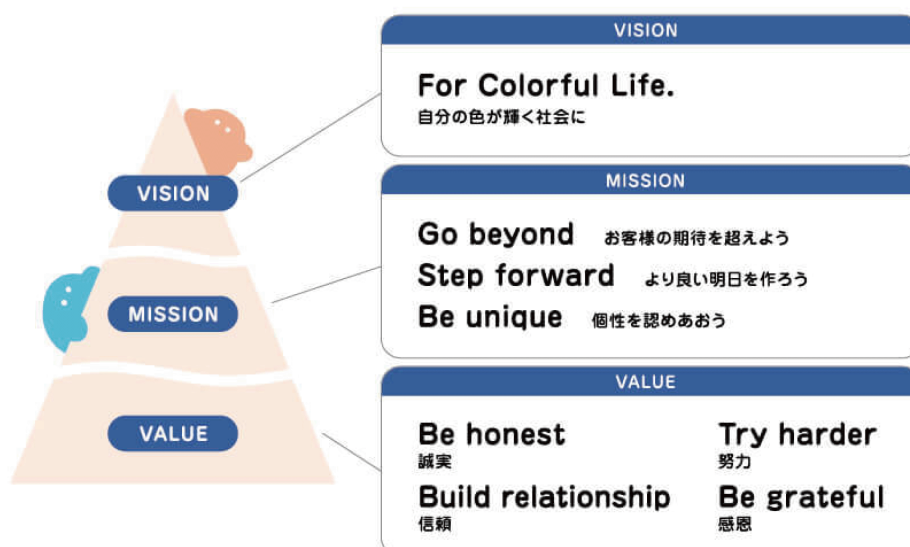 VISION
For Colorful Life.
自分の色が輝く社会に
VISION
MISSION
Go beyond お客様の期待を超えよう
Step forward より良い明日を作ろう
Be unique 個性を認めあおう
MISSION
VALUE
Be honest Try harder
誠実 努力
Build relationship Be grateful
信頼 感恩
VALUE